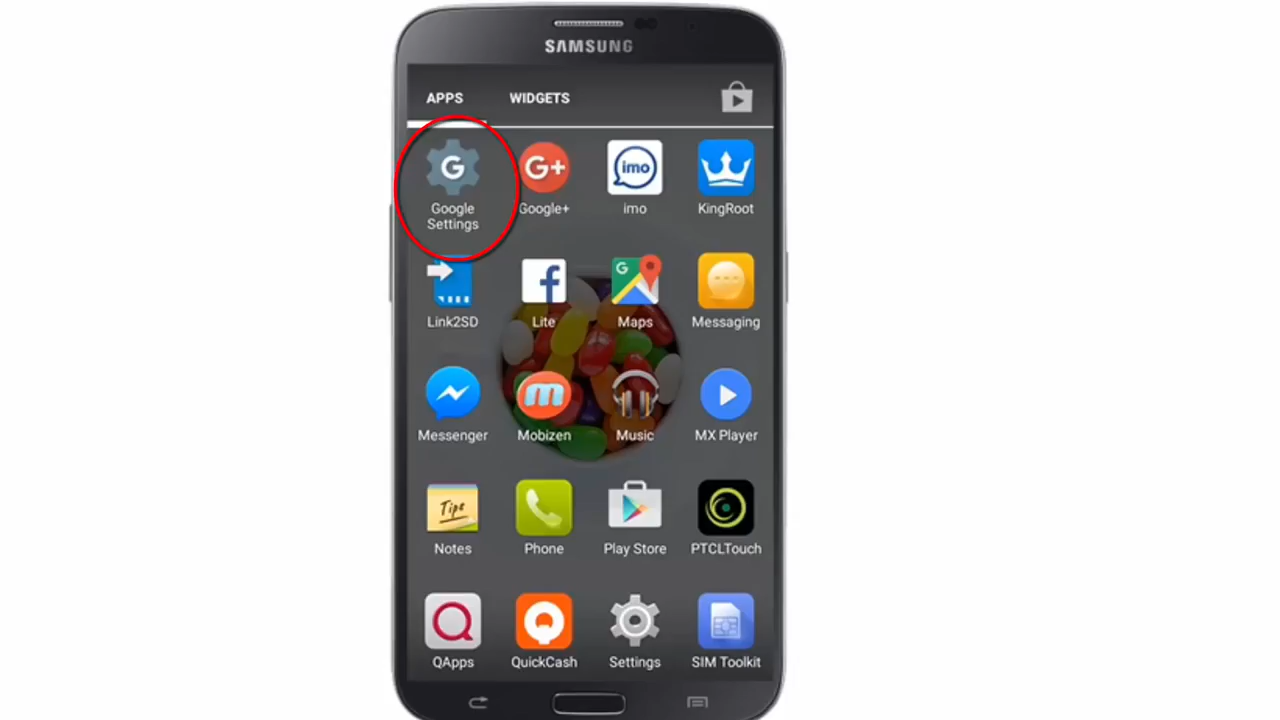 SAMSUNG
APPS WIDGETS
G G+ imo
Google Settings Google+ imo KingRoot
G
Link2SD Lite Maps Messaging
Messenger Mobizen Music MX Player
Tips
Notes Phone Play Store PTCLTouch
QApps QuickCash Settings SIM Toolkit